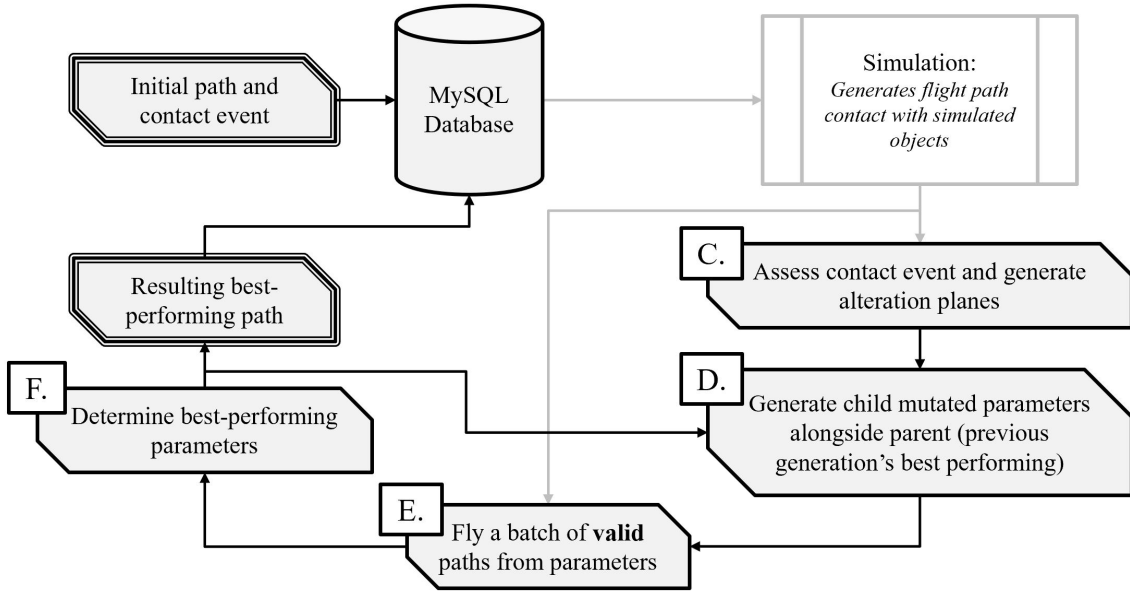 Initial path and
contact event
MySQL
Database
Simulation:
Generates flight path
contact with simulated
objects
C.
Assess contact event and generate
alteration planes
Resulting best-
performing path
D.
Generate child mutated parameters
alongside parent (previous
generation’s best performing)
F.
Determine best-performing
parameters
E.
Fly a batch of valid
paths from parameters